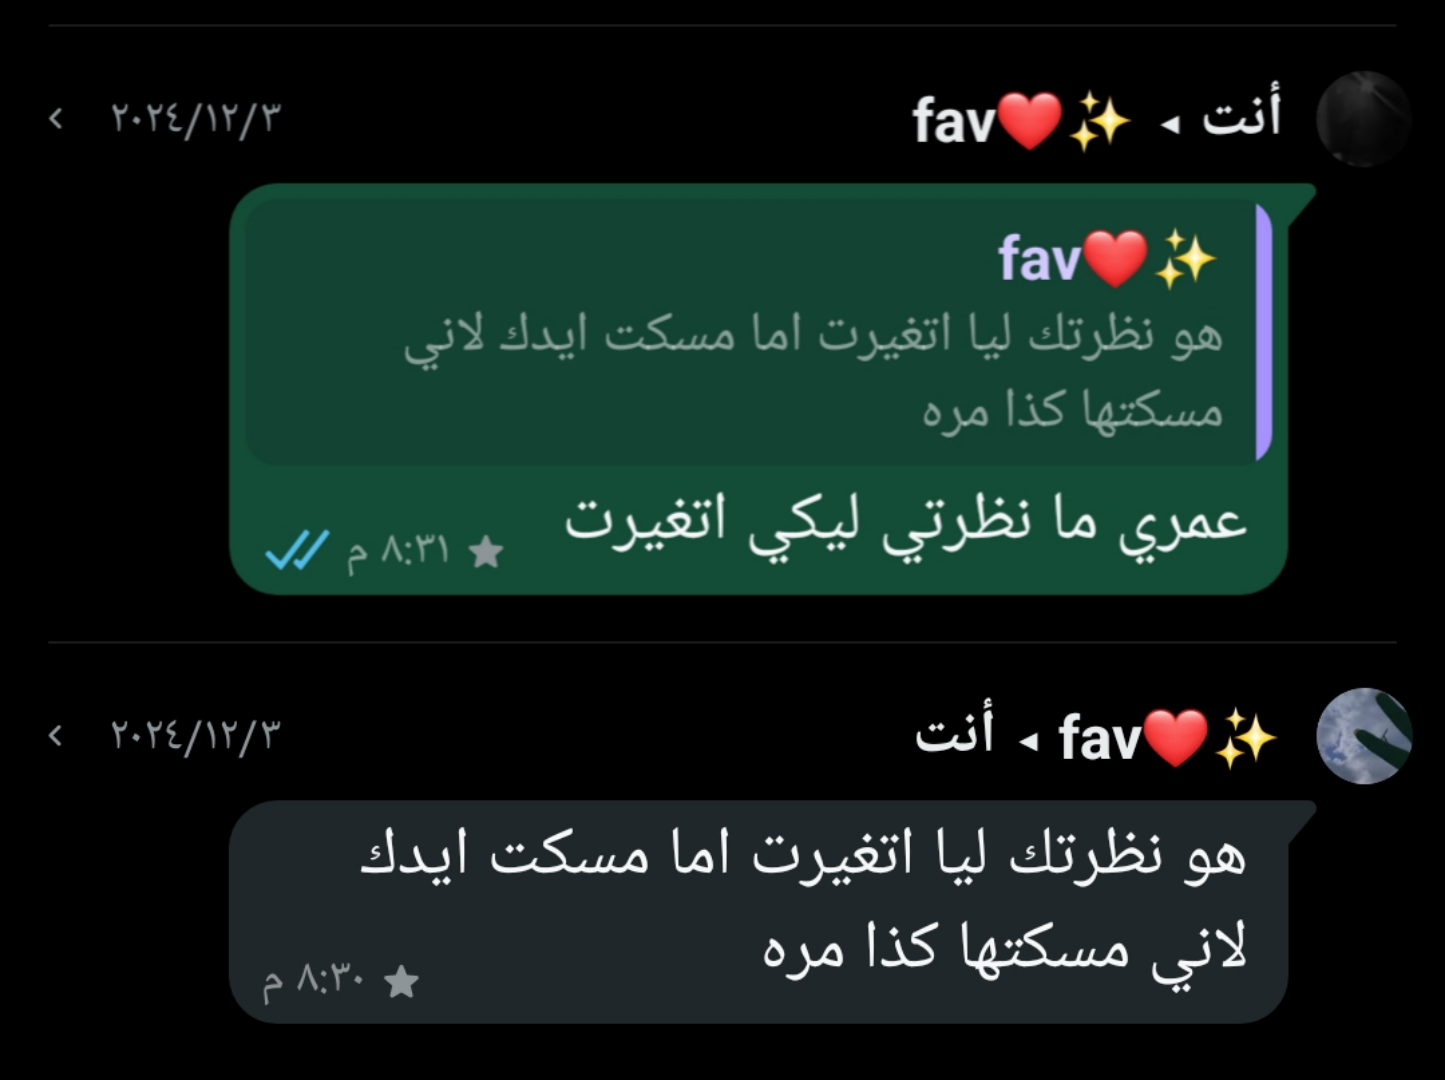 أنت ◂ ✨❤️fav
٢٠٢٤/١٢/٣
✨❤️fav
هو نظرتك ليا اتغيرت اما مسكت ايدك لاني
مسكتها كذا مره
عمري ما نظرتي ليكي اتغيرت
٨:٣١ م
✨❤️fav ◂ أنت
٢٠٢٤/١٢/٣
هو نظرتك ليا اتغيرت اما مسكت ايدك
لاني مسكتها كذا مره
٨:٣٠ م